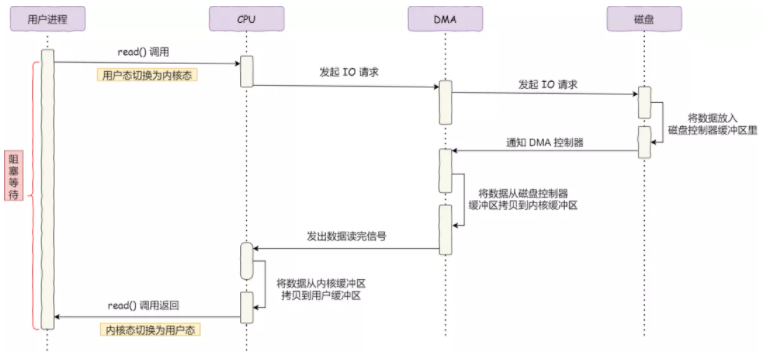 用户进程
CPU
DMA
磁盘
read() 调用
用户态切换为内核态
发起 IO 请求
发起 IO 请求
将数据放入
磁盘控制器缓冲区里
通知 DMA 控制器
阻塞等待
将数据从磁盘控制器
缓冲区拷贝到内核缓冲区
发出数据读完信号
将数据从内核缓冲区
拷贝到用户缓冲区
read() 调用返回
内核态切换为用户态